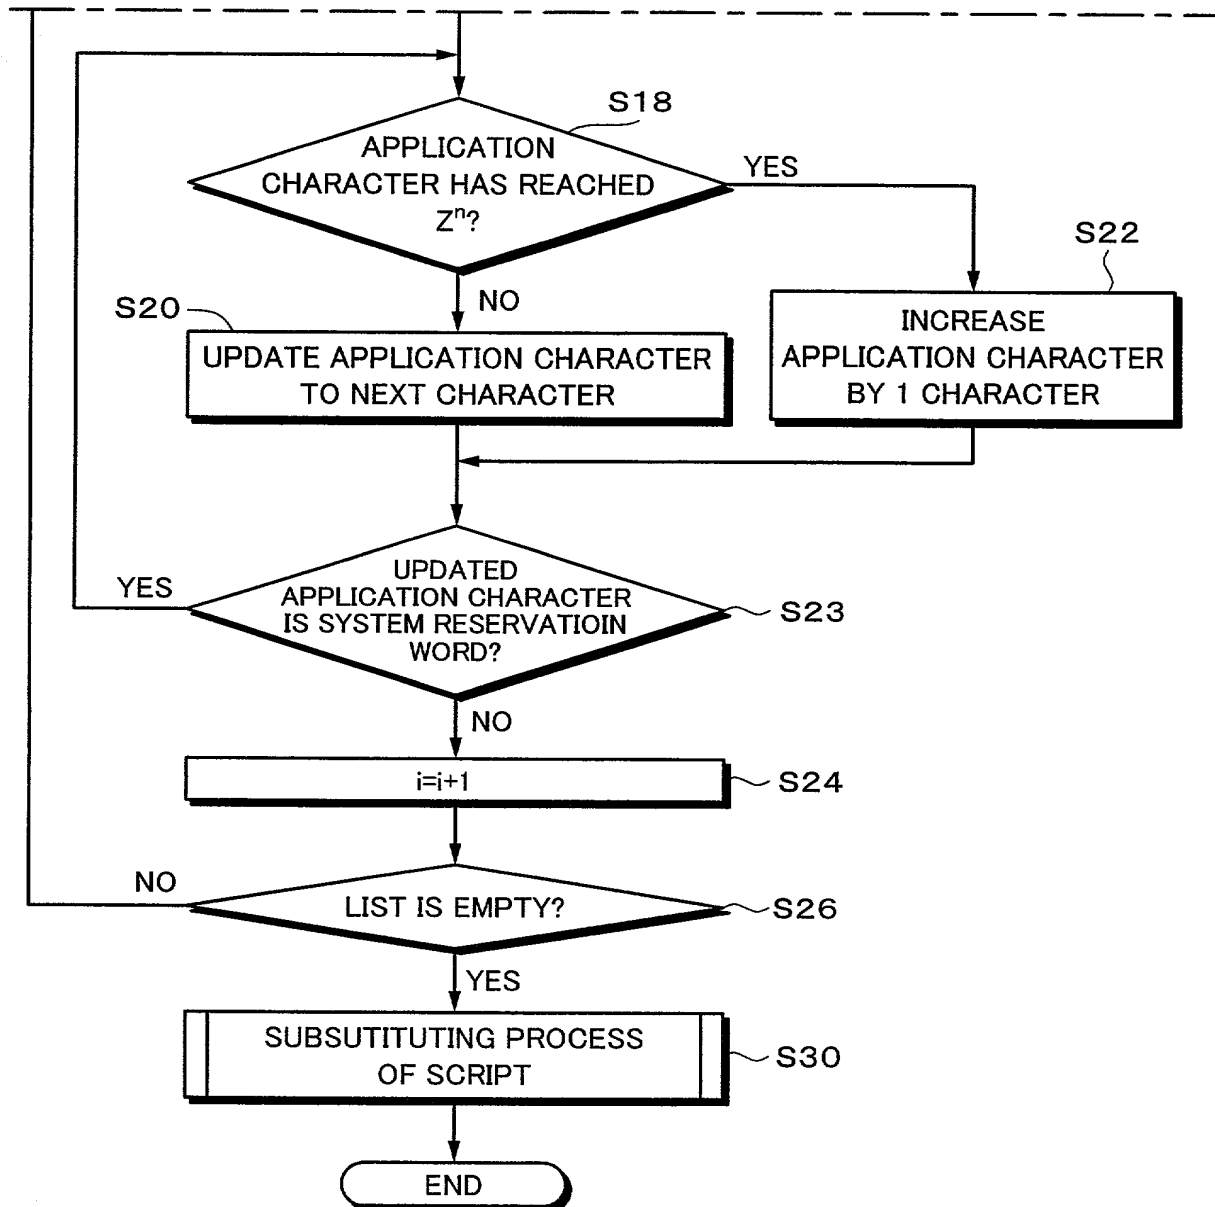 S18
APPLICATION
CHARACTER HAS REACHED
Zⁿ?
YES
S22
INCREASE
APPLICATION CHARACTER
BY 1 CHARACTER
NO
S20
UPDATE APPLICATION CHARACTER
TO NEXT CHARACTER
UPDATED
APPLICATION CHARACTER
IS SYSTEM RESERVATIOIN
WORD?
YES
S23
NO
i=i+1
S24
NO
LIST IS EMPTY?
S26
YES
SUBSUTITUTING PROCESS
OF SCRIPT
S30
END